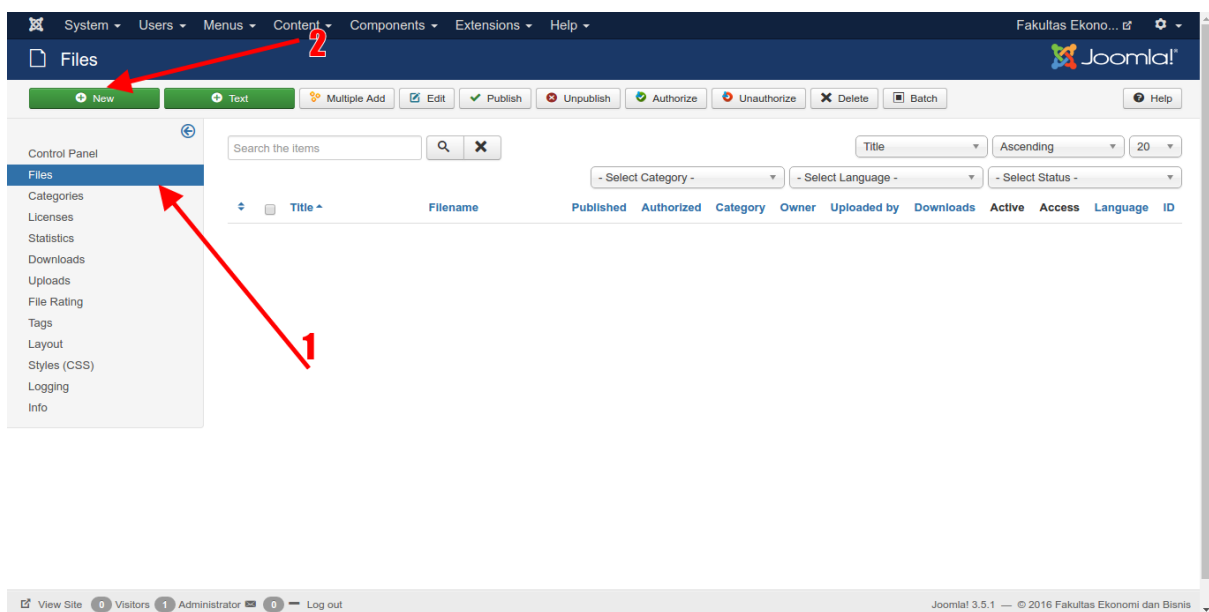 System Users Menus Content Components Extensions Help Fakultas Ekono...
2
Files Joomla!
New Text Multiple Add Edit Publish Unpublish Authorize Unauthorize Delete Batch Help
Control Panel
Files
Categories
Licenses
Statistics
Downloads
Uploads
File Rating
Tags
Layout
Styles (CSS)
Logging
Info
Search the items Title Ascending 20
- Select Category - - Select Language - - Select Status -
Title Filename Published Authorized Category Owner Uploaded by Downloads Active Access Language ID
1
View Site 0 Visitors 1 Administrator 0 Log out Joomla! 3.5.1 — © 2016 Fakultas Ekonomi dan Bisnis